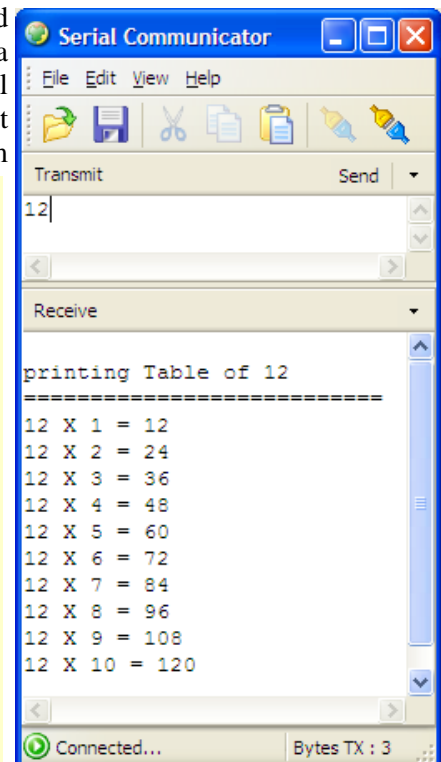 Serial Communicator
File Edit View Help
Transmit Send
12
Receive
printing Table of 12
===========================
12 X 1 = 12
12 X 2 = 24
12 X 3 = 36
12 X 4 = 48
12 X 5 = 60
12 X 6 = 72
12 X 7 = 84
12 X 8 = 96
12 X 9 = 108
12 X 10 = 120
Connected... Bytes TX : 3